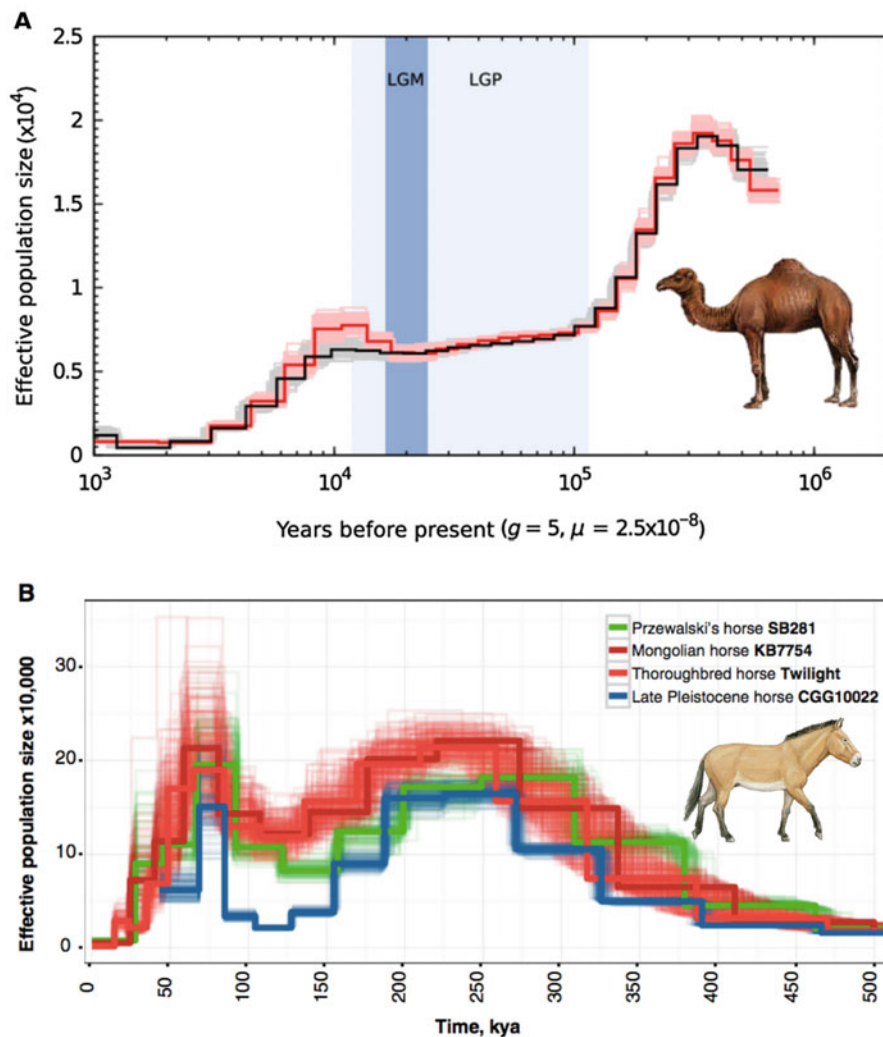 A
2.5
2
1.5
1
0.5
0
Effective population size (x10⁴)
LGM
LGP
10³
10⁴
10⁵
10⁶
Years before present (g = 5, μ = 2.5x10⁻⁸)
B
30
20
10
0
Effective population size x10,000
Przewalski's horse SB281
Mongolian horse KB7754
Thoroughbred horse Twilight
Late Pleistocene horse CGG10022
0
50
100
150
200
250
300
350
400
450
500
Time, kya